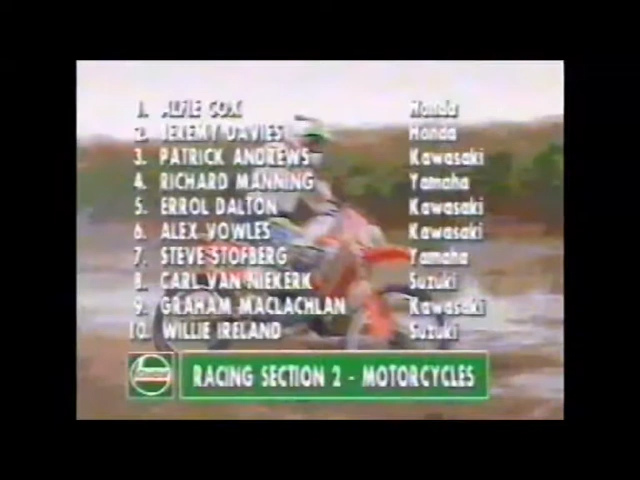 1. ALFIE COX Honda
2. JEREMY DAVIES Honda
3. PATRICK ANDREWS Kawasaki
4. RICHARD MANNING Yamaha
5. ERROL DALTON Kawasaki
6. ALEX VOWLES Kawasaki
7. STEVE STOFBERG Yamaha
8. CARL VAN NIEKERK Suzuki
9. GRAHAM MACLACHLAN Kawasaki
10. WILLIE IRELAND Suzuki
RACING SECTION 2 - MOTORCYCLES